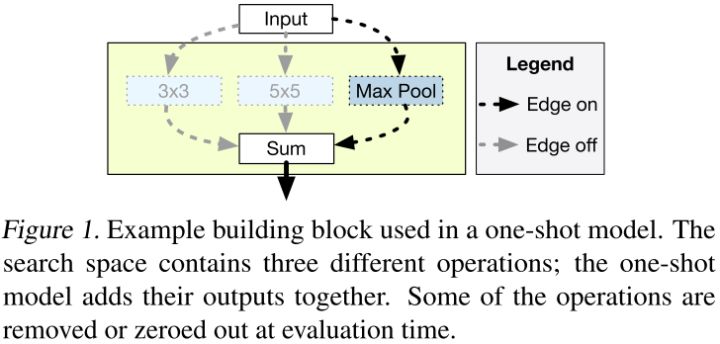 Input
3x3
5x5
Max Pool
Sum
Legend
Edge on
Edge off
Figure 1. Example building block used in a one-shot model. The
search space contains three different operations; the one-shot
model adds their outputs together. Some of the operations are
removed or zeroed out at evaluation time.